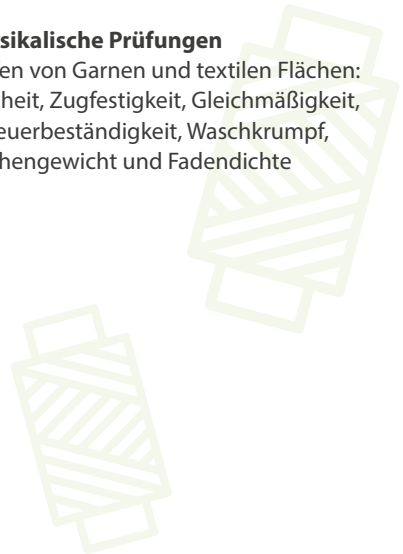 sikalische Prüfungen
en von Garnen und textilen Flächen:
heit, Zugfestigkeit, Gleichmäßigkeit,
euerbeständigkeit, Waschkrumpf,
hengewicht und Fadendichte